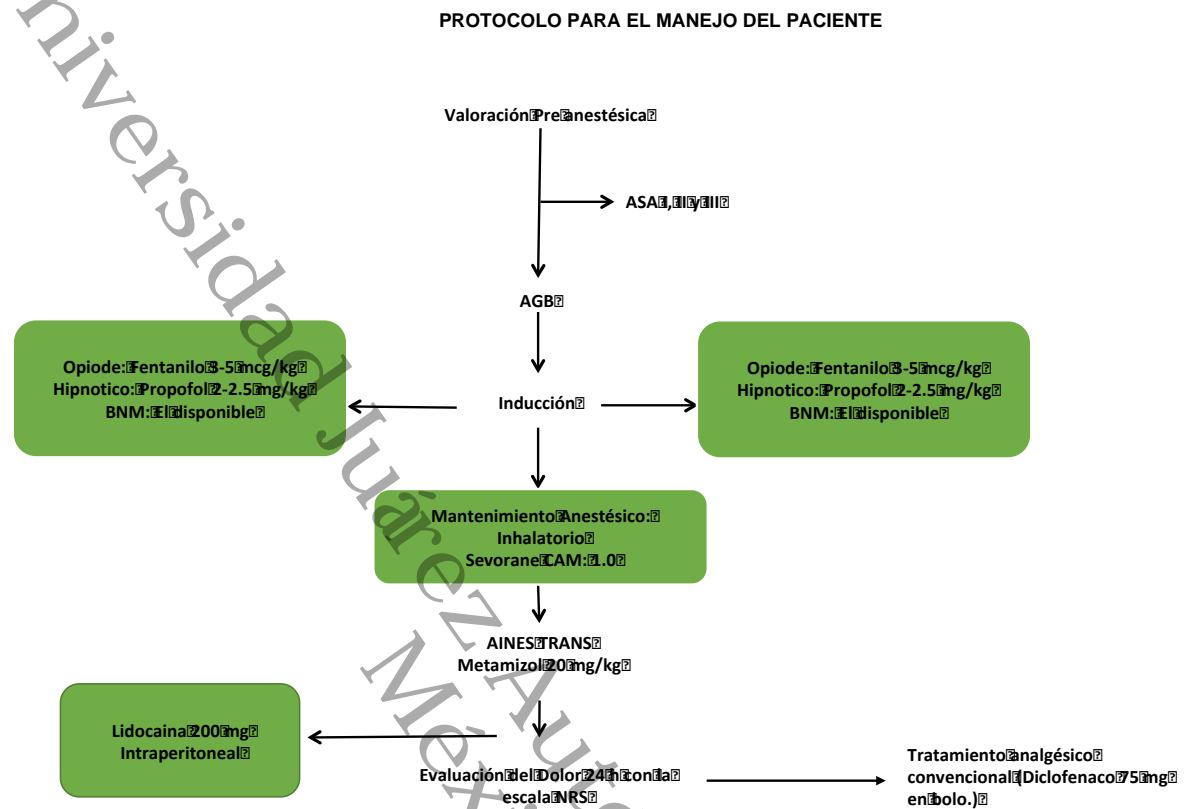 PROTOCOLO PARA EL MANEJO DEL PACIENTE
Valoración Pre anestésica
ASA I, II y III
AGB
Opiode: Fentanilo 3-5 mcg/kg
Hipnotico: Propofol 2-2.5 mg/kg
BNM: El disponible
Inducción
Opiode: Fentanilo 3-5 mcg/kg
Hipnotico: Propofol 2-2.5 mg/kg
BNM: El disponible
Mantenimiento Anestésico:
Inhalatorio
Sevorane CAM: 1.0
AINES TRANS
Metamizol 20 mg/kg
Lidocaina 200 mg
Intraperitoneal
Evaluación del Dolor 24 h con la
escala NRS
Tratamiento analgésico
convencional (Diclofenaco 75 mg
en bolo.)
niversidad Juárez Auto
Méxi